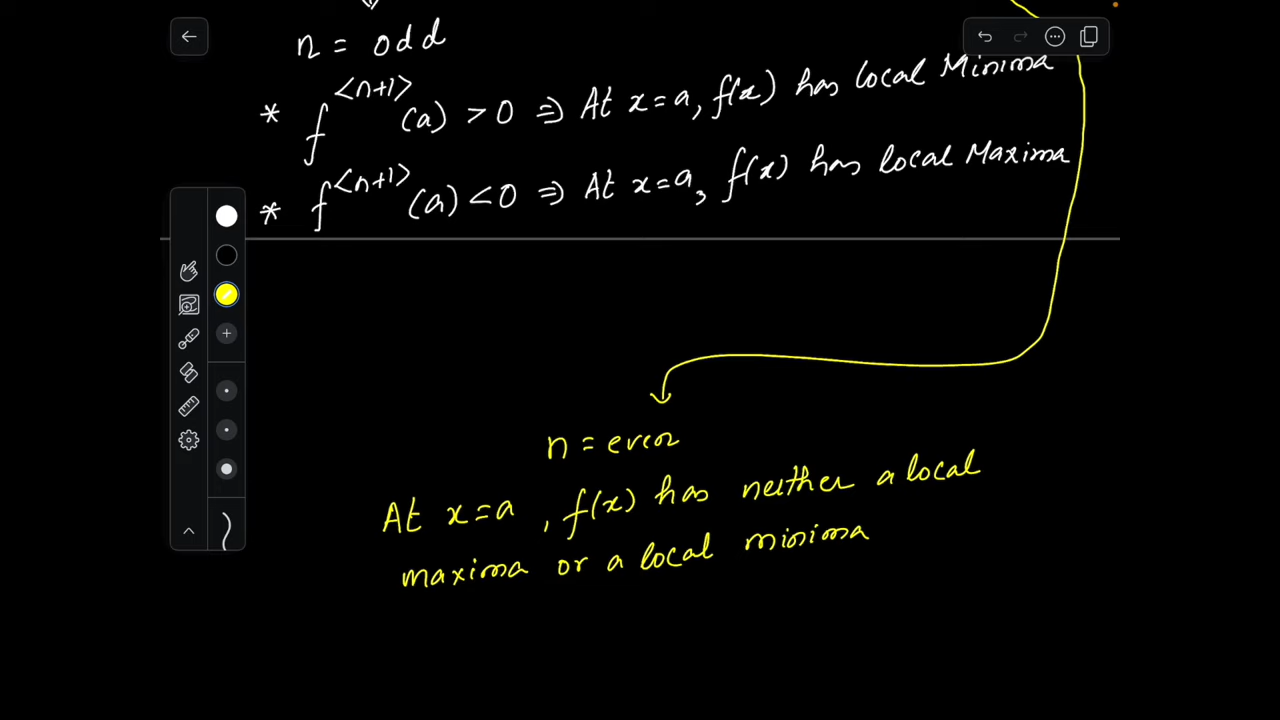 n = odd
* f<n+1>(a) > 0 ⇒ At x=a, f(x) has local Minima
* f<n+1>(a) < 0 ⇒ At x=a, f(x) has local Maxima
n = even
At x=a, f(x) has neither a local
maxima or a local minima